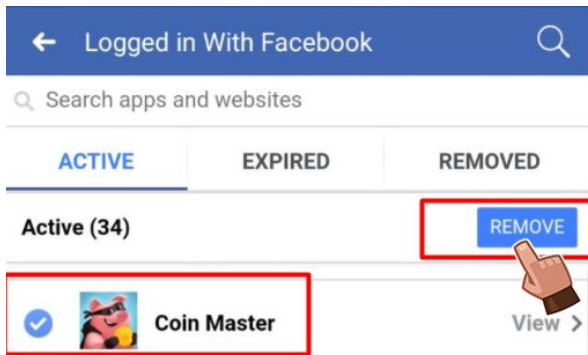 Logged in With Facebook
Search apps and websites
ACTIVE EXPIRED REMOVED
Active (34) REMOVE
Coin Master View